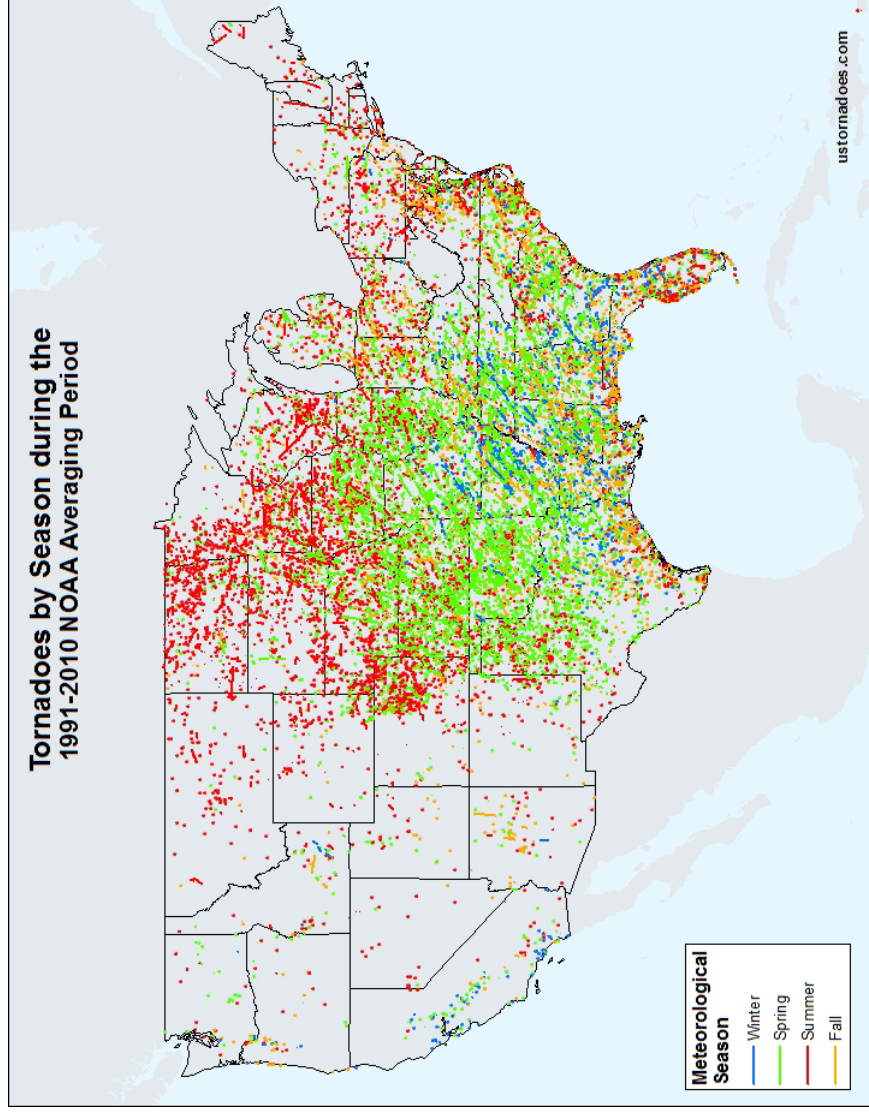 Tornadoes by Season during the
1991-2010 NOAA Averaging Period
Meteorological
Season
Winter
Spring
Summer
Fall
ustornadoes.com